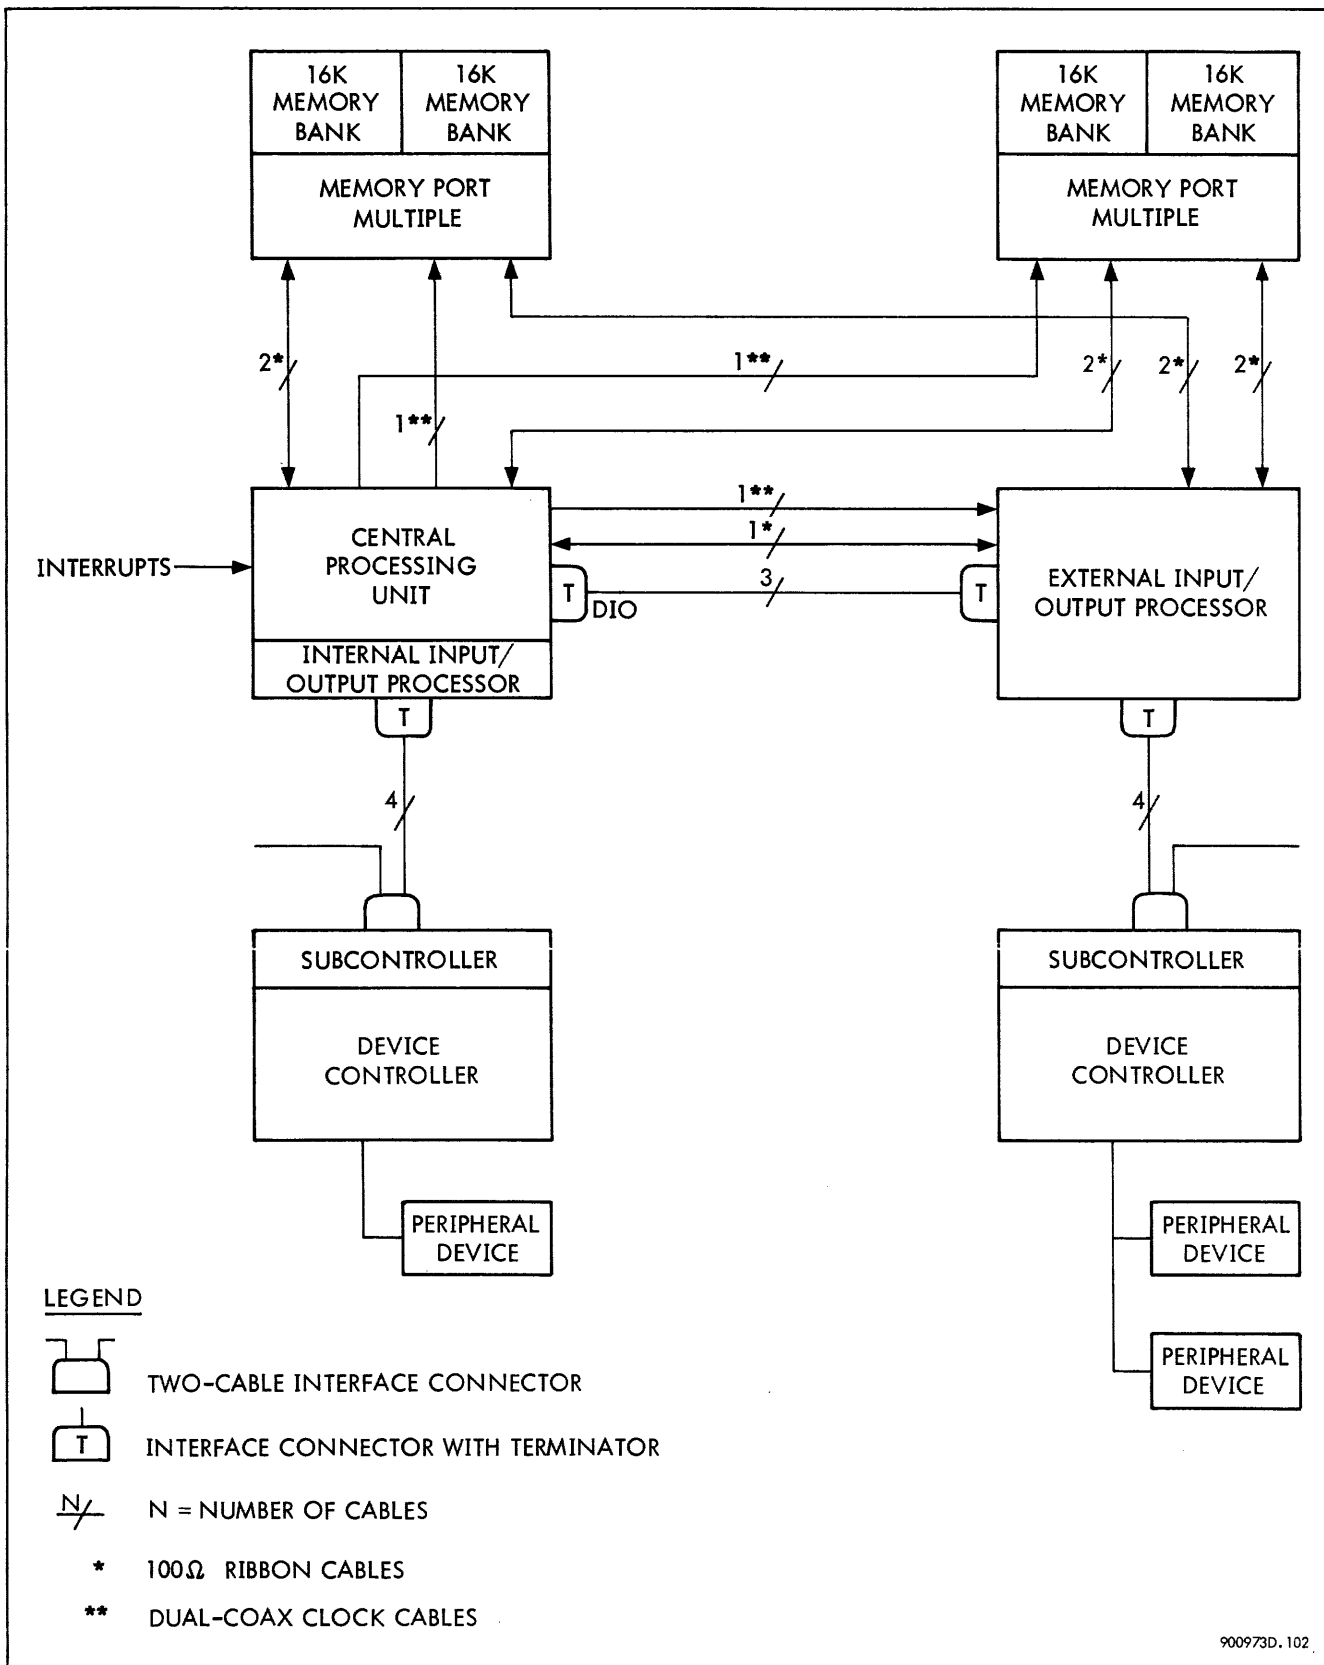 16K
MEMORY
BANK
16K
MEMORY
BANK
MEMORY PORT
MULTIPLE
16K
MEMORY
BANK
16K
MEMORY
BANK
MEMORY PORT
MULTIPLE
2*
1**
1**
2*
2*
2*
INTERRUPTS
CENTRAL
PROCESSING
UNIT
INTERNAL INPUT/
OUTPUT PROCESSOR
T
T
DIO
1**
1*
3
T
EXTERNAL INPUT/
OUTPUT PROCESSOR
T
4
4
SUBCONTROLLER
DEVICE
CONTROLLER
PERIPHERAL
DEVICE
SUBCONTROLLER
DEVICE
CONTROLLER
PERIPHERAL
DEVICE
PERIPHERAL
DEVICE
LEGEND
TWO-CABLE INTERFACE CONNECTOR
T INTERFACE CONNECTOR WITH TERMINATOR
N/ N = NUMBER OF CABLES
* 100Ω RIBBON CABLES
** DUAL-COAX CLOCK CABLES
900973D.102